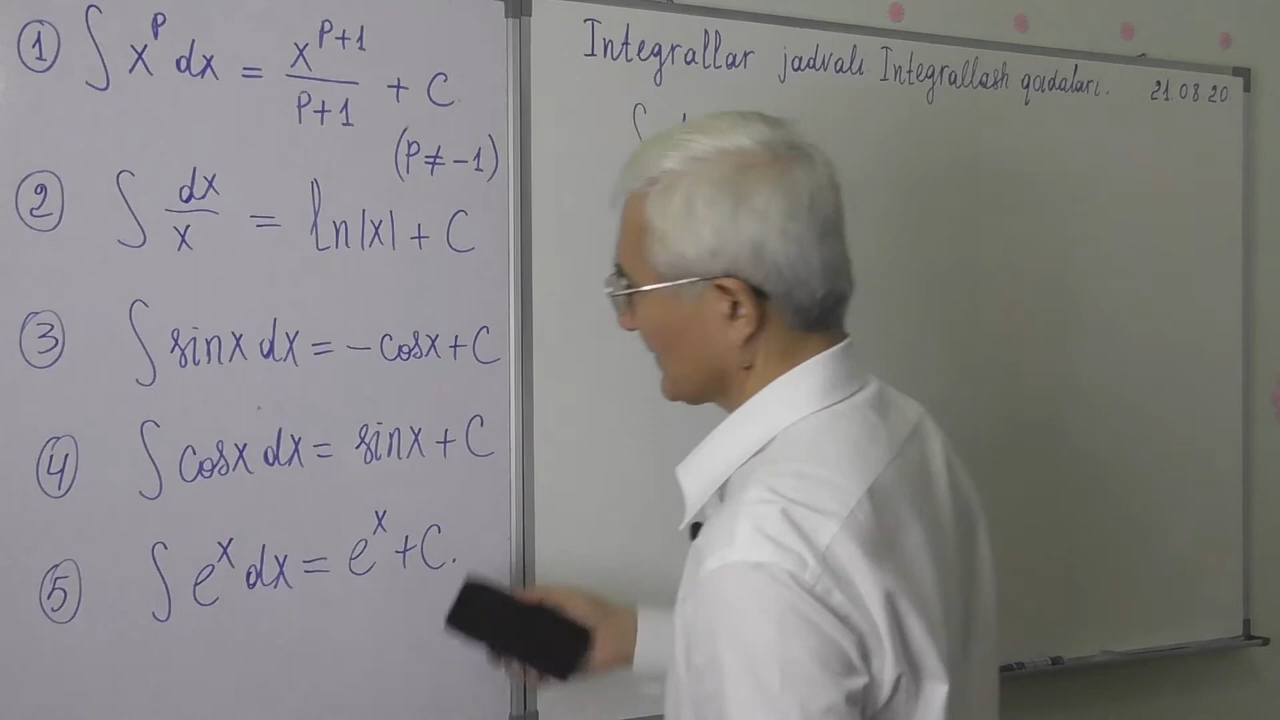 ① ∫ x^p dx = x^(p+1)/(p+1) + C
(p ≠ -1)
② ∫ dx/x = ln|x| + C
③ ∫ sinx dx = - cosx + C
④ ∫ cosx dx = sinx + C
⑤ ∫ e^x dx = e^x + C.
Integrallar jadvali Integrallash qoidalari. 21.08.20
∫